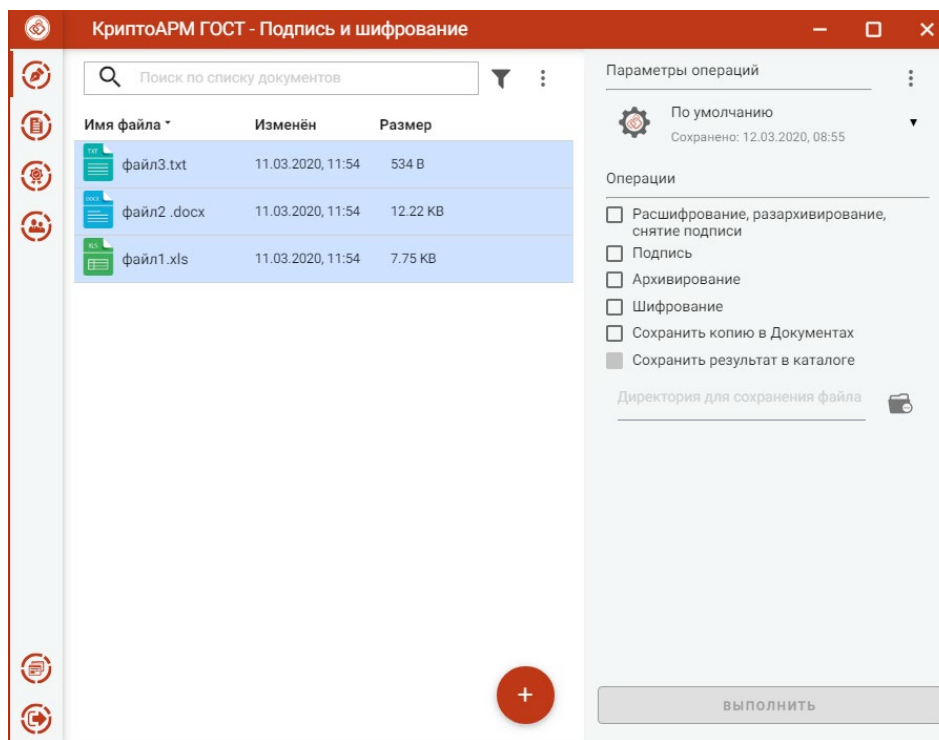 КриптоАРМ ГОСТ - Подпись и шифрование
Поиск по списку документов
Имя файла
Изменён
Размер
TXT
файл3.txt
11.03.2020, 11:54
534 B
DOCX
файл2 .docx
11.03.2020, 11:54
12.22 KB
XLS
файл1.xls
11.03.2020, 11:54
7.75 KB
+
Параметры операций
По умолчанию
Сохранено: 12.03.2020, 08:55
Операции
Расшифрование, разархивирование,
снятие подписи
Подпись
Архивирование
Шифрование
Сохранить копию в Документах
Сохранить результат в каталоге
Директория для сохранения файла
ВЫПОЛНИТЬ